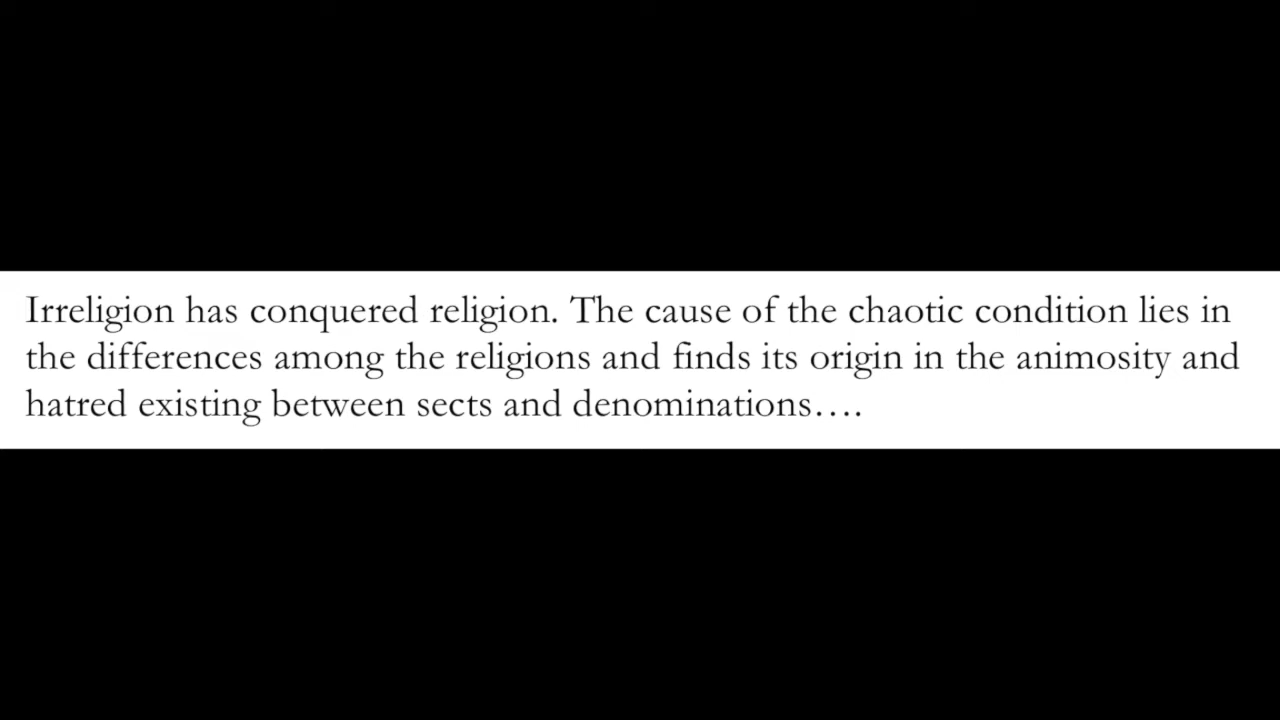 Irreligion has conquered religion. The cause of the chaotic condition lies in
the differences among the religions and finds its origin in the animosity and
hatred existing between sects and denominations….